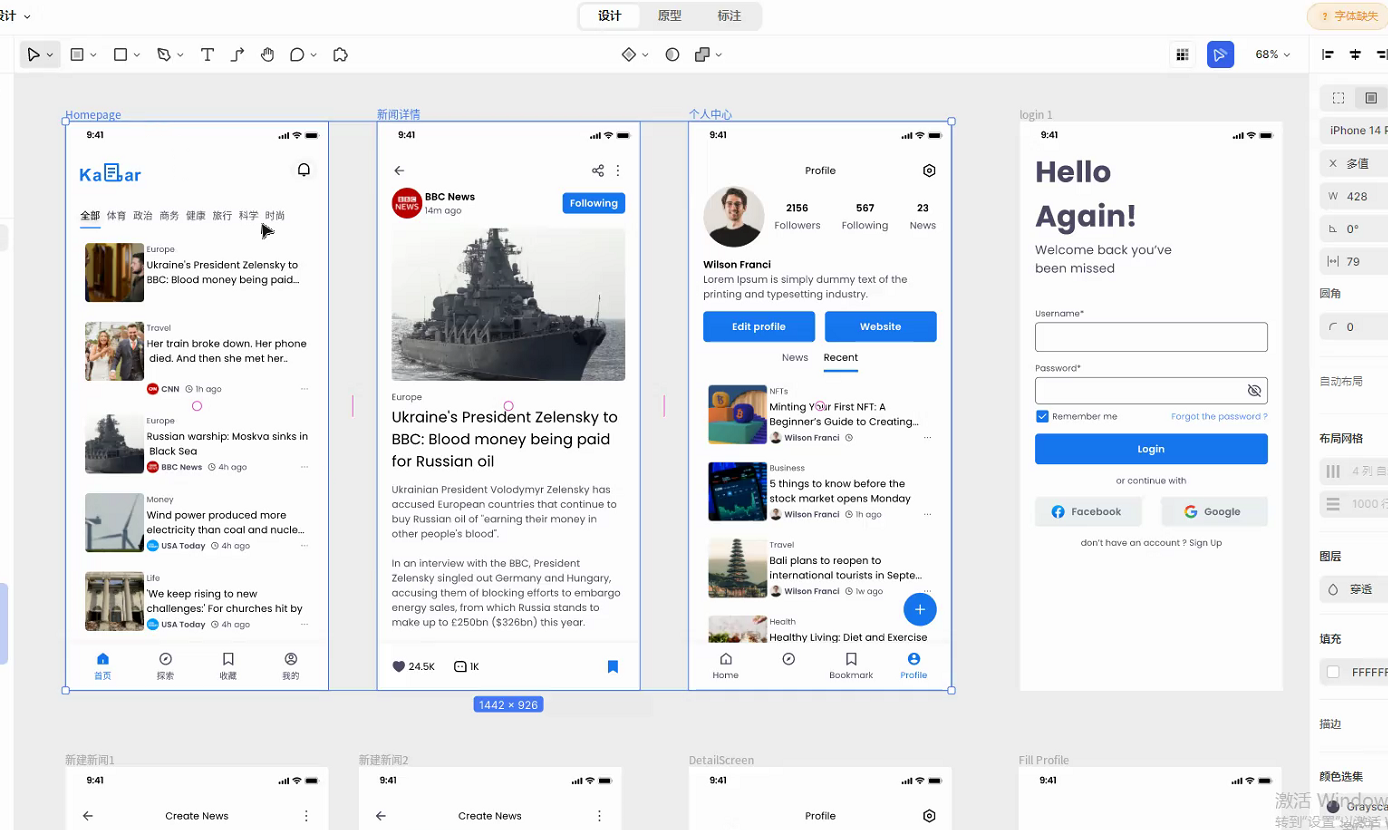 设计
设计 原型 标注
? 字体缺失
68%
Homepage
9:41
Kabar
全部 体育 政治 商务 健康 旅行 科学 时尚
Europe
Ukraine's President Zelensky to
BBC: Blood money being paid...
Travel
Her train broke down. Her phone
died. And then she met her..
CNN 1h ago
Europe
Russian warship: Moskva sinks in
Black Sea
BBC News 4h ago
Money
Wind power produced more
electricity than coal and nucle...
USA Today 4h ago
Life
'We keep rising to new
challenges:' For churches hit by
USA Today 4h ago
首页 探索 收藏 我的
新闻详情
9:41
BBC NEWS
BBC News
14m ago
Following
Europe
Ukraine's President Zelensky to
BBC: Blood money being paid
for Russian oil
Ukrainian President Volodymyr Zelensky has
accused European countries that continue to
buy Russian oil of "earning their money in
other people's blood".
In an interview with the BBC, President
Zelensky singled out Germany and Hungary,
accusing them of blocking efforts to embargo
energy sales, from which Russia stands to
make up to £250bn ($326bn) this year.
24.5K 1K
1442 × 926
个人中心
9:41
Profile
2156 567 23
Followers Following News
Wilson Franci
Lorem Ipsum is simply dummy text of the
printing and typesetting industry.
Edit profile Website
News Recent
NFTs
Minting Your First NFT: A
Beginner's Guide to Creating...
Wilson Franci
Business
5 things to know before the
stock market opens Monday
Wilson Franci 1h ago
Travel
Bali plans to reopen to
international tourists in Septe...
Wilson Franci 1w ago
Health
Healthy Living: Diet and Exercise
+
Home Bookmark Profile
login 1
9:41
Hello
Again!
Welcome back you've
been missed
Username*
Password*
Remember me Forgot the password ?
Login
or continue with
Facebook Google
don't have an account ? Sign Up
iPhone 14 P
X 多值
W 428
0°
79
圆角
0
自动布局
布局网格
4 列 自
1000 行
图层
穿透
填充
FFFFFF
描边
颜色选集
Graysca
新建新闻1
9:41
Create News
新建新闻2
9:41
Create News
DetailScreen
9:41
Profile
Fill Profile
9:41
激活 Window
转到"设置"以激活